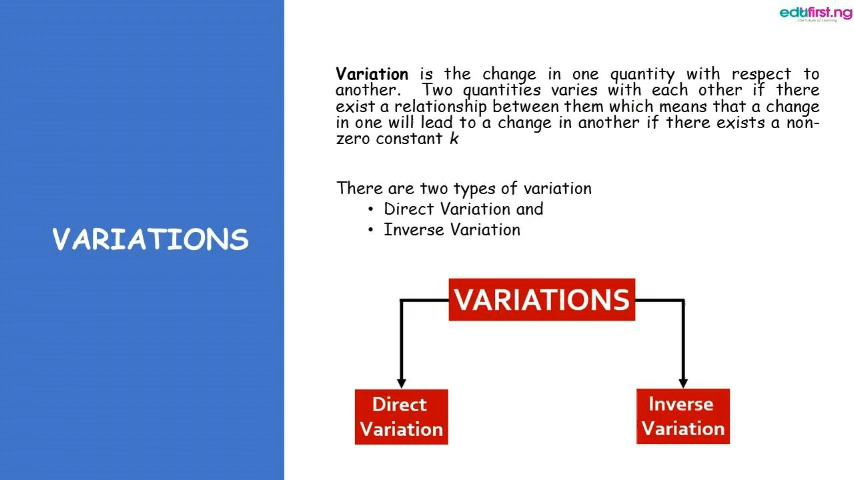 edufirst.ng
Variation is the change in one quantity with respect to
another. Two quantities varies with each other if there
exist a relationship between them which means that a change
in one will lead to a change in another if there exists a non-
zero constant k
There are two types of variation
• Direct Variation and
• Inverse Variation
VARIATIONS
VARIATIONS
Direct
Variation
Inverse
Variation